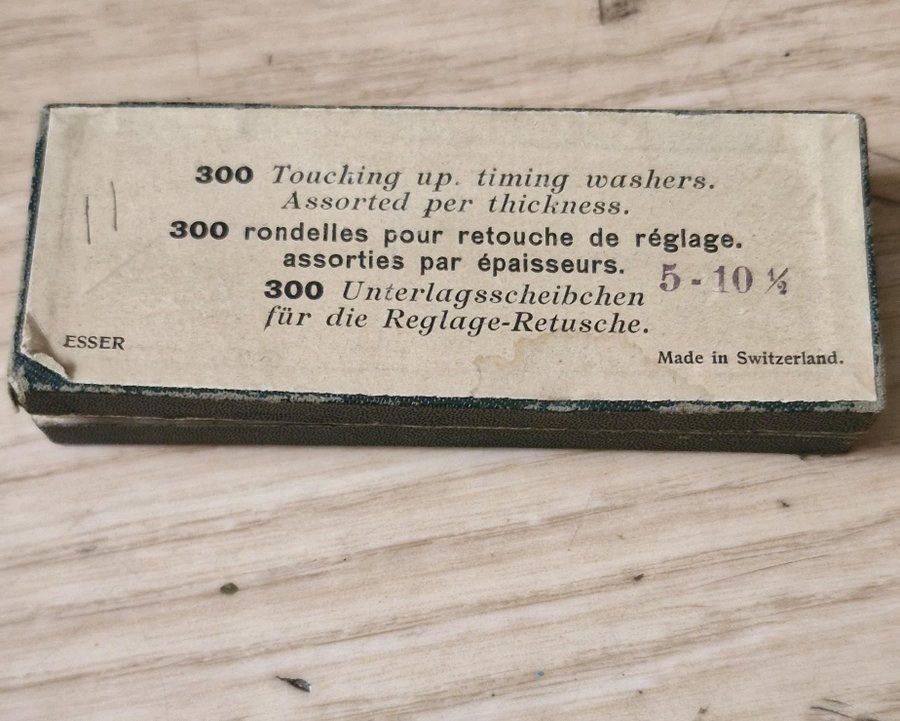 300 Touching up. timing washers.
Assorted per thickness.
300 rondelles pour retouche de réglage.
assorties par épaisseurs.
5 - 10 ½
300 Unterlagsscheibchen
für die Reglage-Retusche.
ESSER
Made in Switzerland.
11